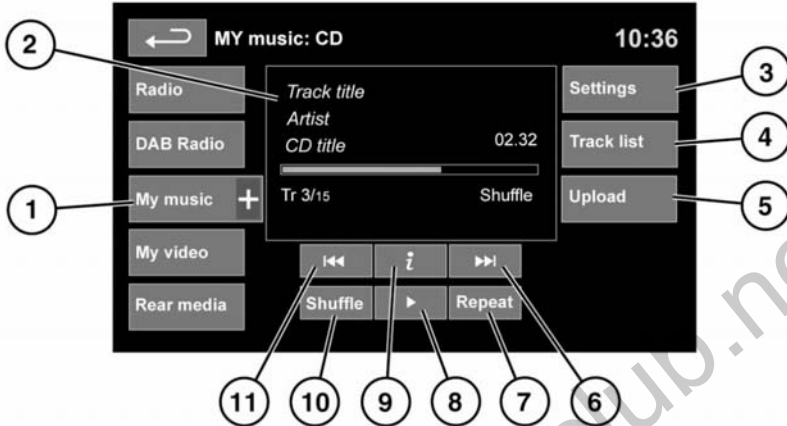 MY music: CD 10:36
Radio
DAB Radio
My music +
My video
Rear media
Track title
Artist
CD title 02.32
Tr 3/15 Shuffle
Settings
Track list
Upload
i
Shuffle
Repeat
1
2
3
4
5
6
7
8
9
10
11